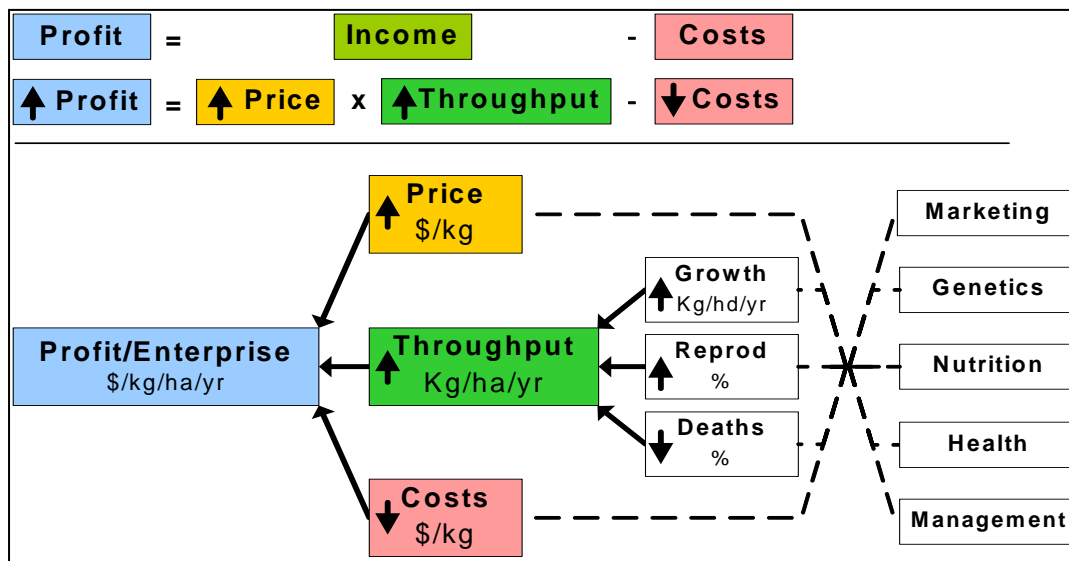 Profit = Income - Costs
Profit = Price x Throughput - Costs
Price
$/kg
Marketing
Growth
Kg/hd/yr
Genetics
Profit/Enterprise
$/kg/ha/yr
Throughput
Kg/ha/yr
Reprod
%
Nutrition
Deaths
%
Health
Costs
$/kg
Management